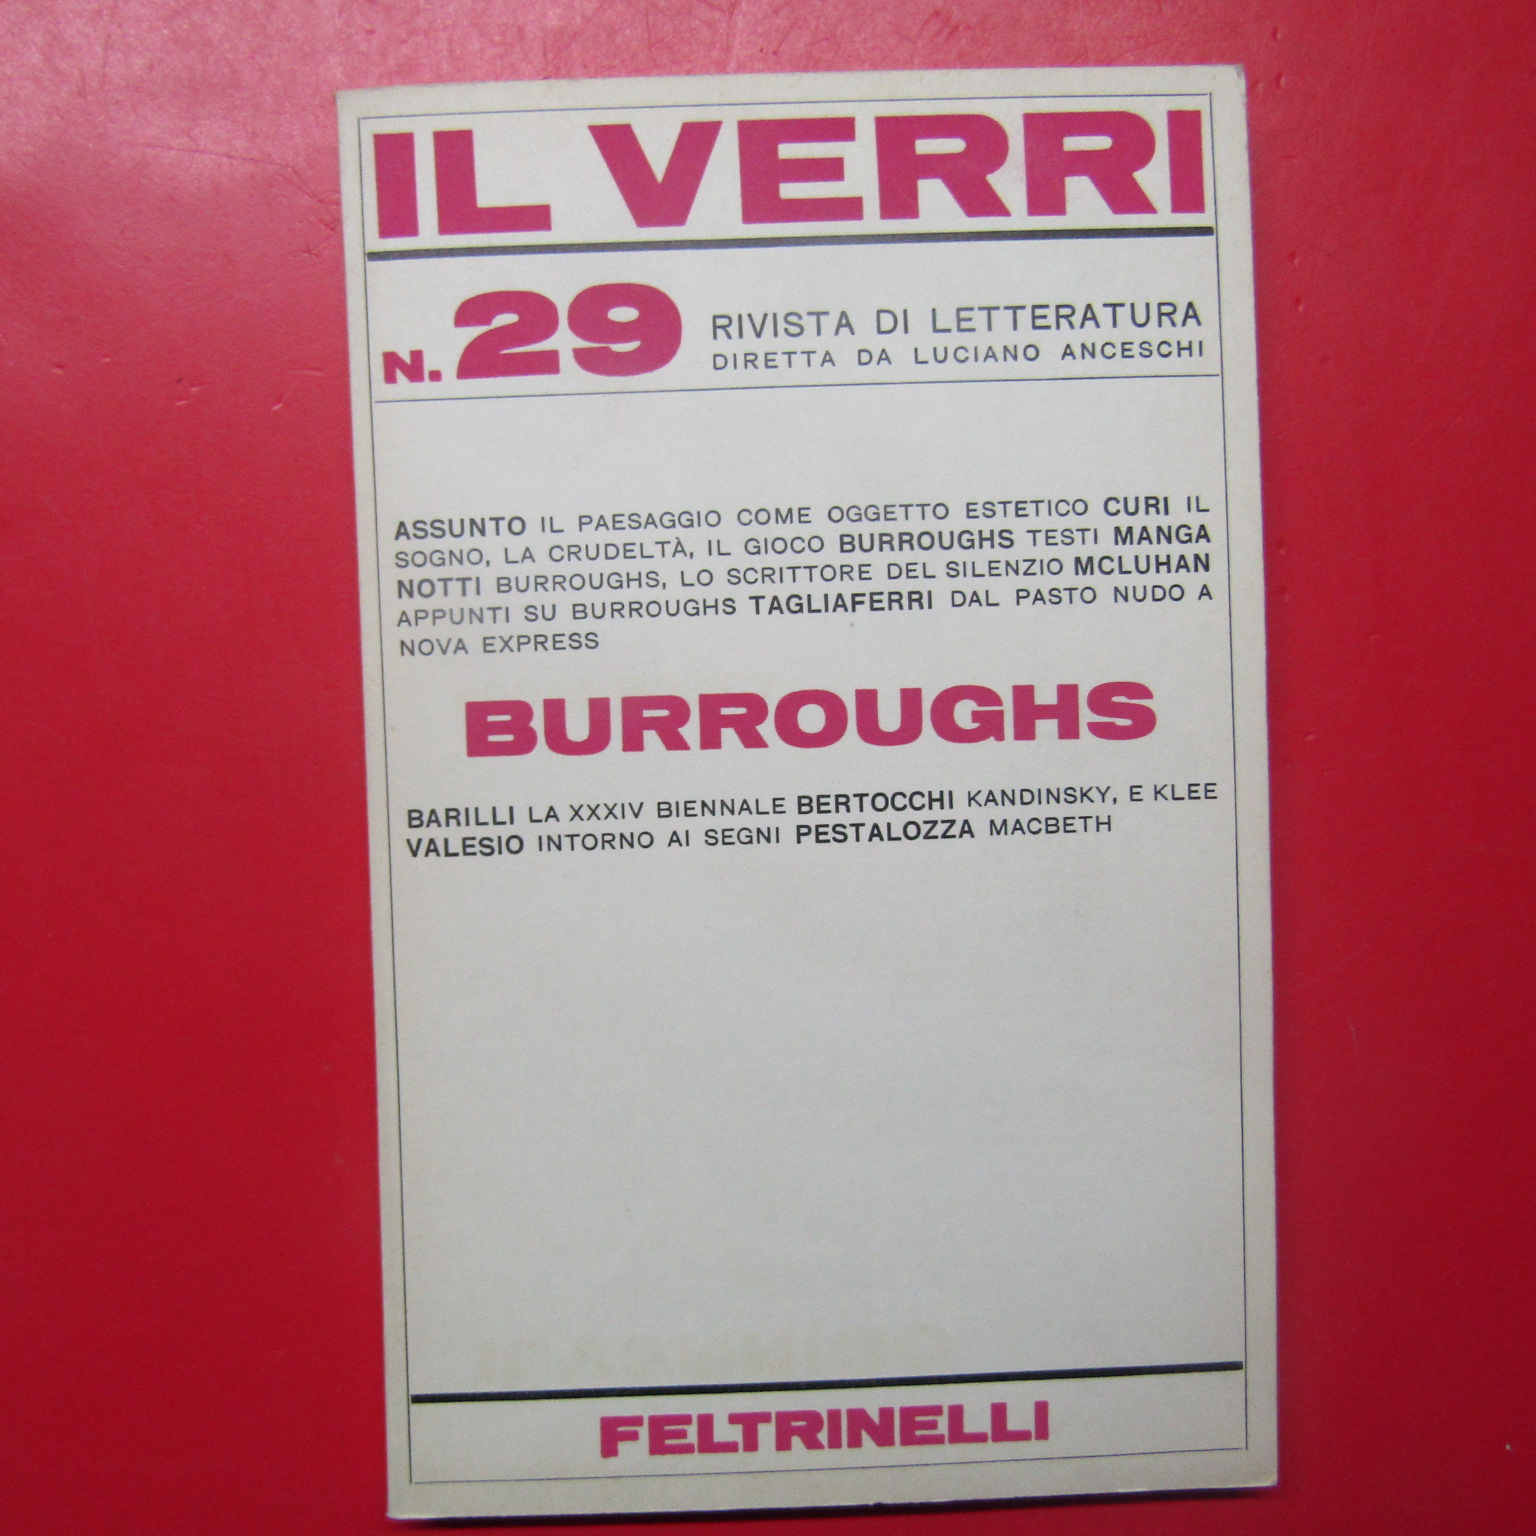 IL VERRI
N. 29
RIVISTA DI LETTERATURA
DIRETTA DA LUCIANO ANCESCHI
ASSUNTO IL PAESAGGIO COME OGGETTO ESTETICO CURI IL
SOGNO, LA CRUDELTÀ, IL GIOCO BURROUGHS TESTI MANGA
NOTTI BURROUGHS, LO SCRITTORE DEL SILENZIO MCLUHAN
APPUNTI SU BURROUGHS TAGLIAFERRI DAL PASTO NUDO A
NOVA EXPRESS
BURROUGHS
BARILLI LA XXXIV BIENNALE BERTOCCHI KANDINSKY, E KLEE
VALESIO INTORNO AI SEGNI PESTALOZZA MACBETH
FELTRINELLI